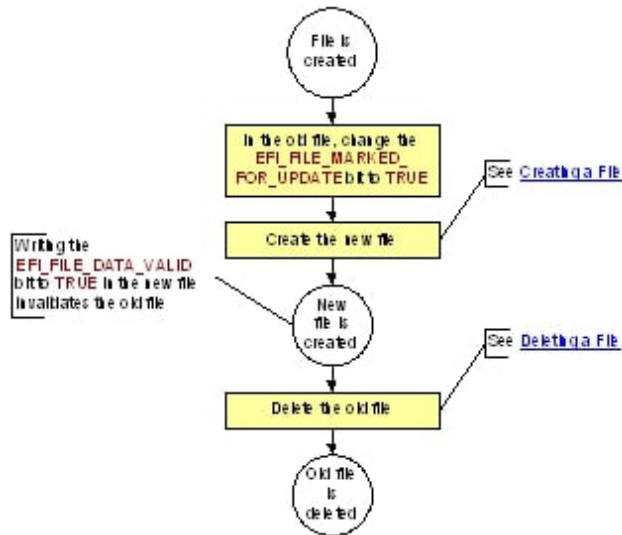 File is
created
In the old file, change the
EFI_FILE_MARKED_
FOR_UPDATE bit to TRUE
See Creating a File
Create the new file
Writing the
EFI_FILE_DATA_VALID
bit to TRUE in the new file
invalidates the old file
New
file is
created
See Deleting a File
Delete the old file
Old file
is
deleted